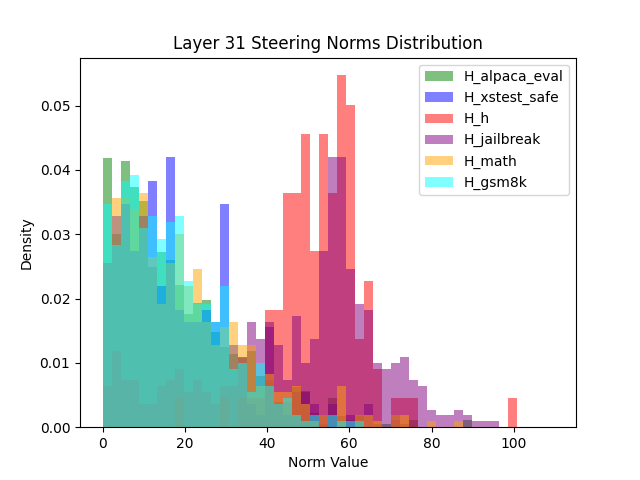 Layer 31 Steering Norms Distribution
H_alpaca_eval
H_xstest_safe
H_h
H_jailbreak
H_math
H_gsm8k
Density
0.05
0.04
0.03
0.02
0.01
0.00
0 20 40 60 80 100
Norm Value